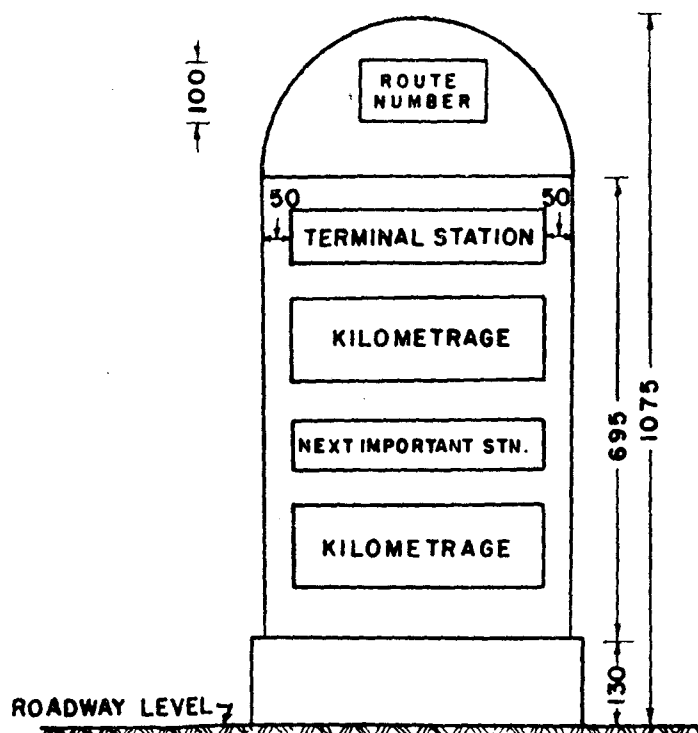 ROUTE
NUMBER
100
50
50
TERMINAL STATION
KILOMETRAGE
NEXT IMPORTANT STN.
KILOMETRAGE
695
1075
130
ROADWAY LEVEL